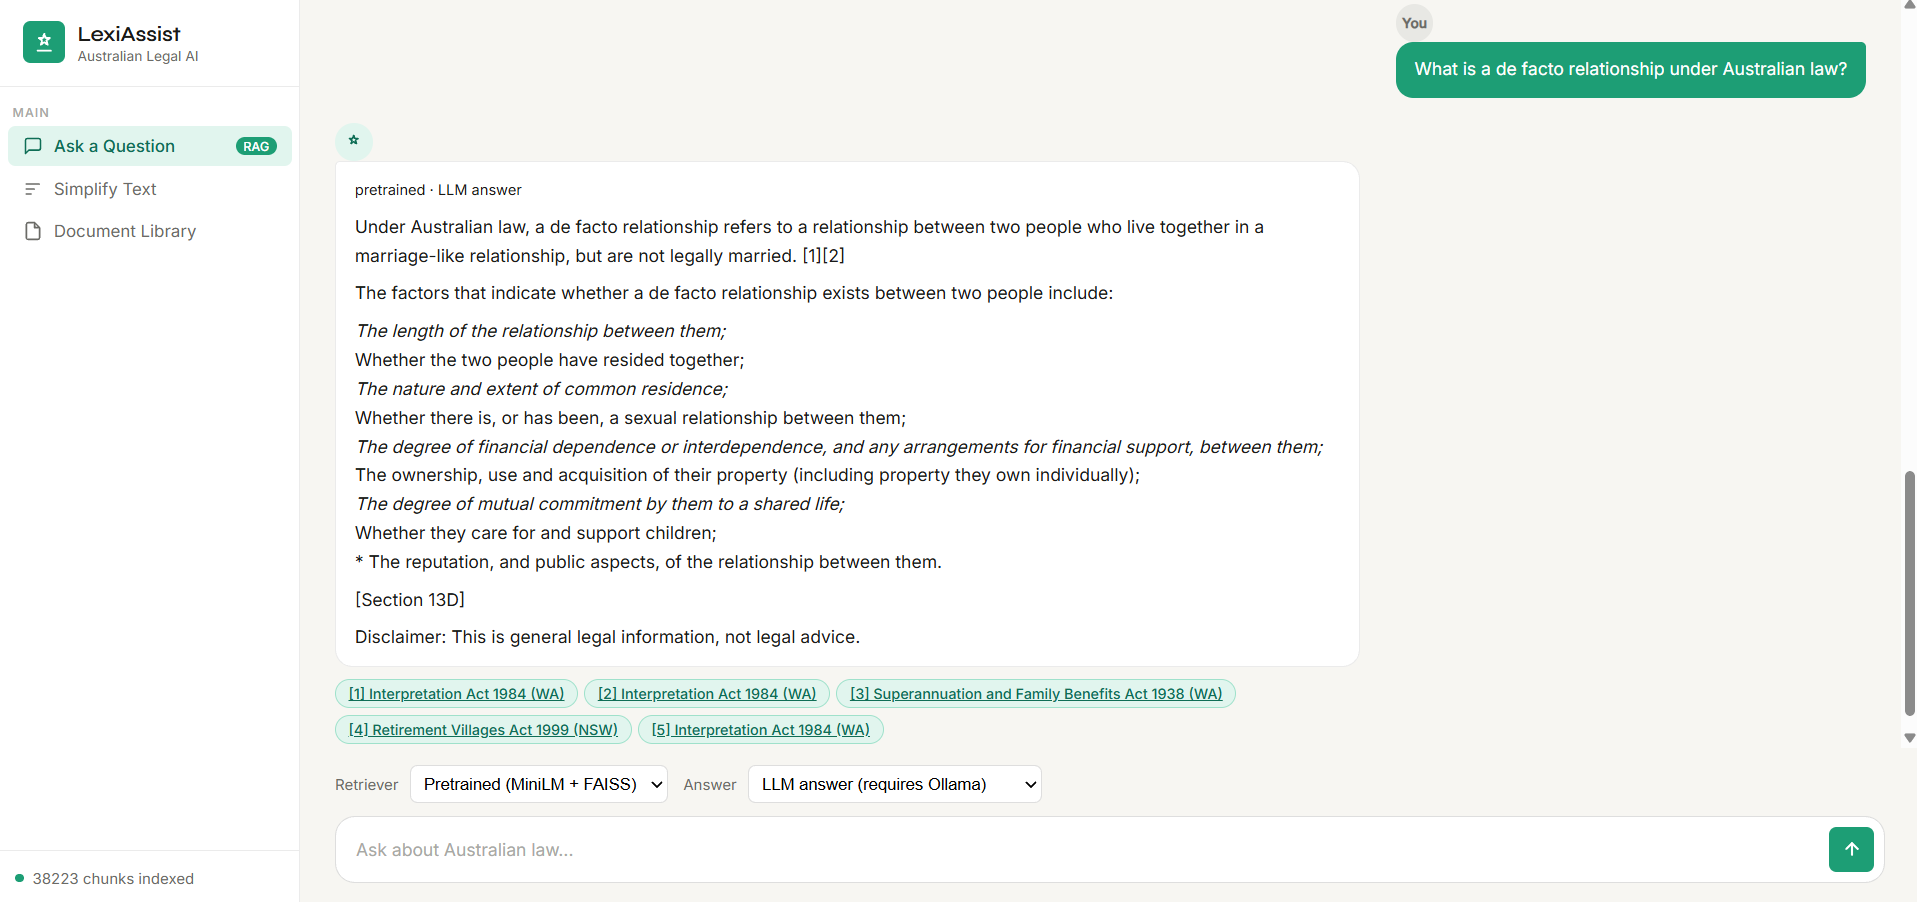 LexiAssist
Australian Legal AI
MAIN
Ask a Question
RAG
Simplify Text
Document Library
38223 chunks indexed
You
What is a de facto relationship under Australian law?
pretrained · LLM answer
Under Australian law, a de facto relationship refers to a relationship between two people who live together in a
marriage-like relationship, but are not legally married. [1][2]
The factors that indicate whether a de facto relationship exists between two people include:
The length of the relationship between them;
Whether the two people have resided together;
The nature and extent of common residence;
Whether there is, or has been, a sexual relationship between them;
The degree of financial dependence or interdependence, and any arrangements for financial support, between them;
The ownership, use and acquisition of their property (including property they own individually);
The degree of mutual commitment by them to a shared life;
Whether they care for and support children;
* The reputation, and public aspects, of the relationship between them.
[Section 13D]
Disclaimer: This is general legal information, not legal advice.
[1] Interpretation Act 1984 (WA)
[2] Interpretation Act 1984 (WA)
[3] Superannuation and Family Benefits Act 1938 (WA)
[4] Retirement Villages Act 1999 (NSW)
[5] Interpretation Act 1984 (WA)
Retriever
Pretrained (MiniLM + FAISS)
Answer
LLM answer (requires Ollama)
Ask about Australian law...